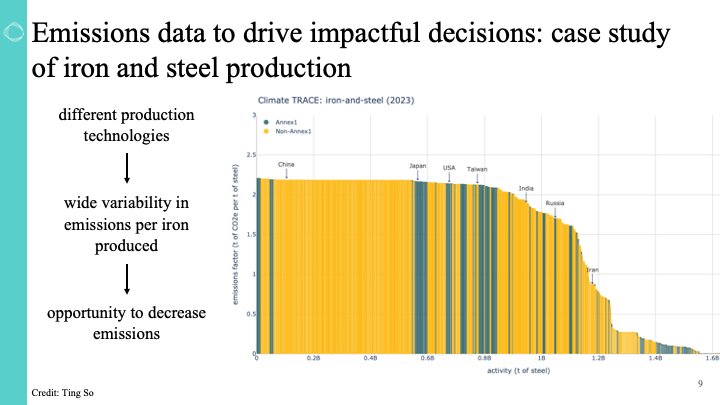 Emissions data to drive impactful decisions: case study
of iron and steel production
different production
technologies
wide variability in
emissions per iron
produced
opportunity to decrease
emissions
Credit: Ting So
Climate TRACE: iron-and-steel (2023)
Annex1
Non-Annex1
3
2.5
2
1.5
1
0.5
0
emissions factor (t of CO2e per t of steel)
China
Japan
USA
Taiwan
India
Russia
Iran
0
0.2B
0.4B
0.6B
0.8B
1B
1.2B
1.4B
1.6B
activity (t of steel)
9